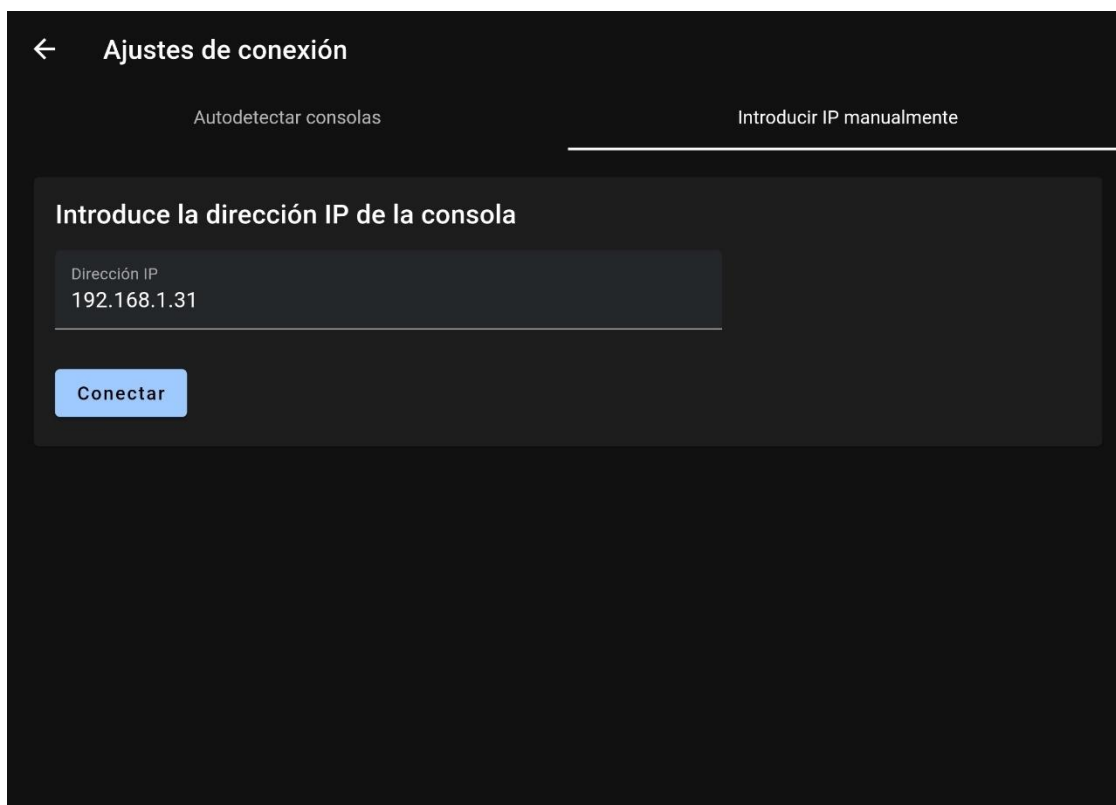 Ajustes de conexión
Autodetectar consolas
Introducir IP manualmente
Introduce la dirección IP de la consola
Dirección IP
192.168.1.31
Conectar